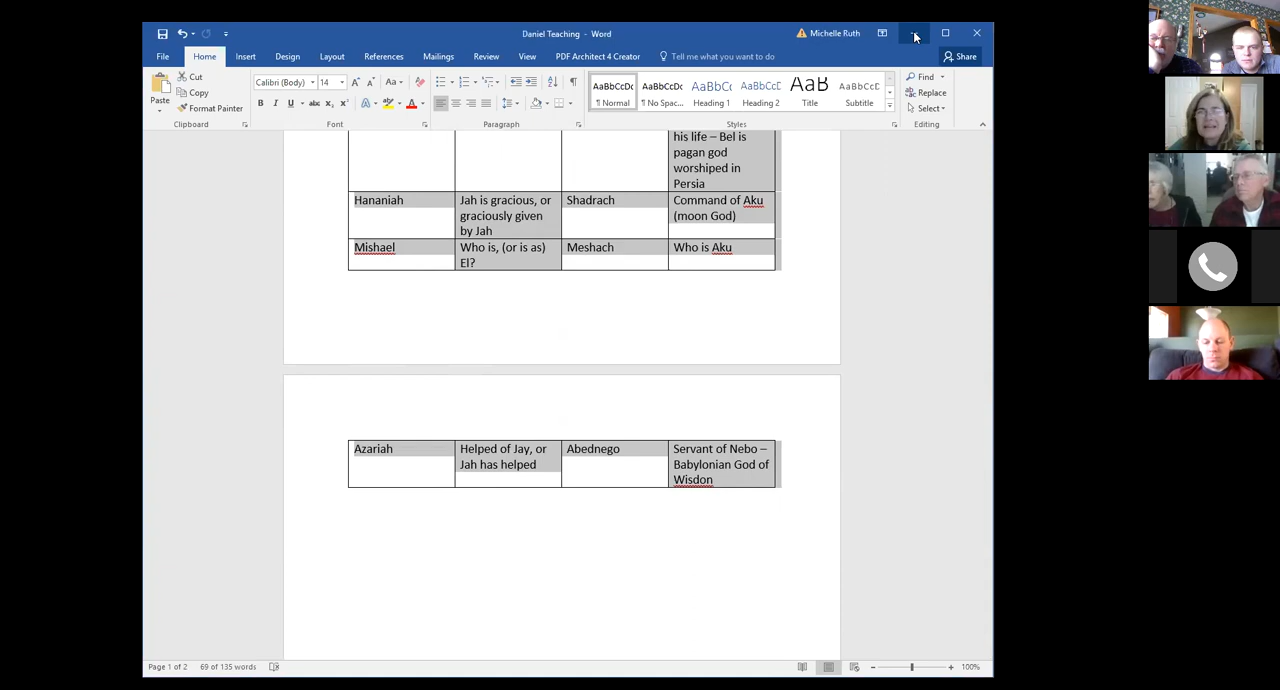 Daniel Teaching - Word
Michelle Ruth
File Home Insert Design Layout References Mailings Review View PDF Architect 4 Creator Tell me what you want to do Share
Paste
Cut
Copy
Format Painter
Clipboard
Calibri (Body) 14
Font
Paragraph
AaBbCcDc AaBbCcDc AaBbCc AaBbCcD AaB AaBbCcD
¶ Normal ¶ No Spac... Heading 1 Heading 2 Title Subtitle
Styles
Find
Replace
Select
Editing
his life – Bel is
pagan god
worshiped in
Persia
Hananiah
Jah is gracious, or
graciously given
by Jah
Shadrach
Command of Aku
(moon God)
Mishael
Who is, (or is as)
El?
Meshach
Who is Aku
Azariah
Helped of Jay, or
Jah has helped
Abednego
Servant of Nebo –
Babylonian God of
Wisdon
Page 1 of 2 69 of 135 words 100%